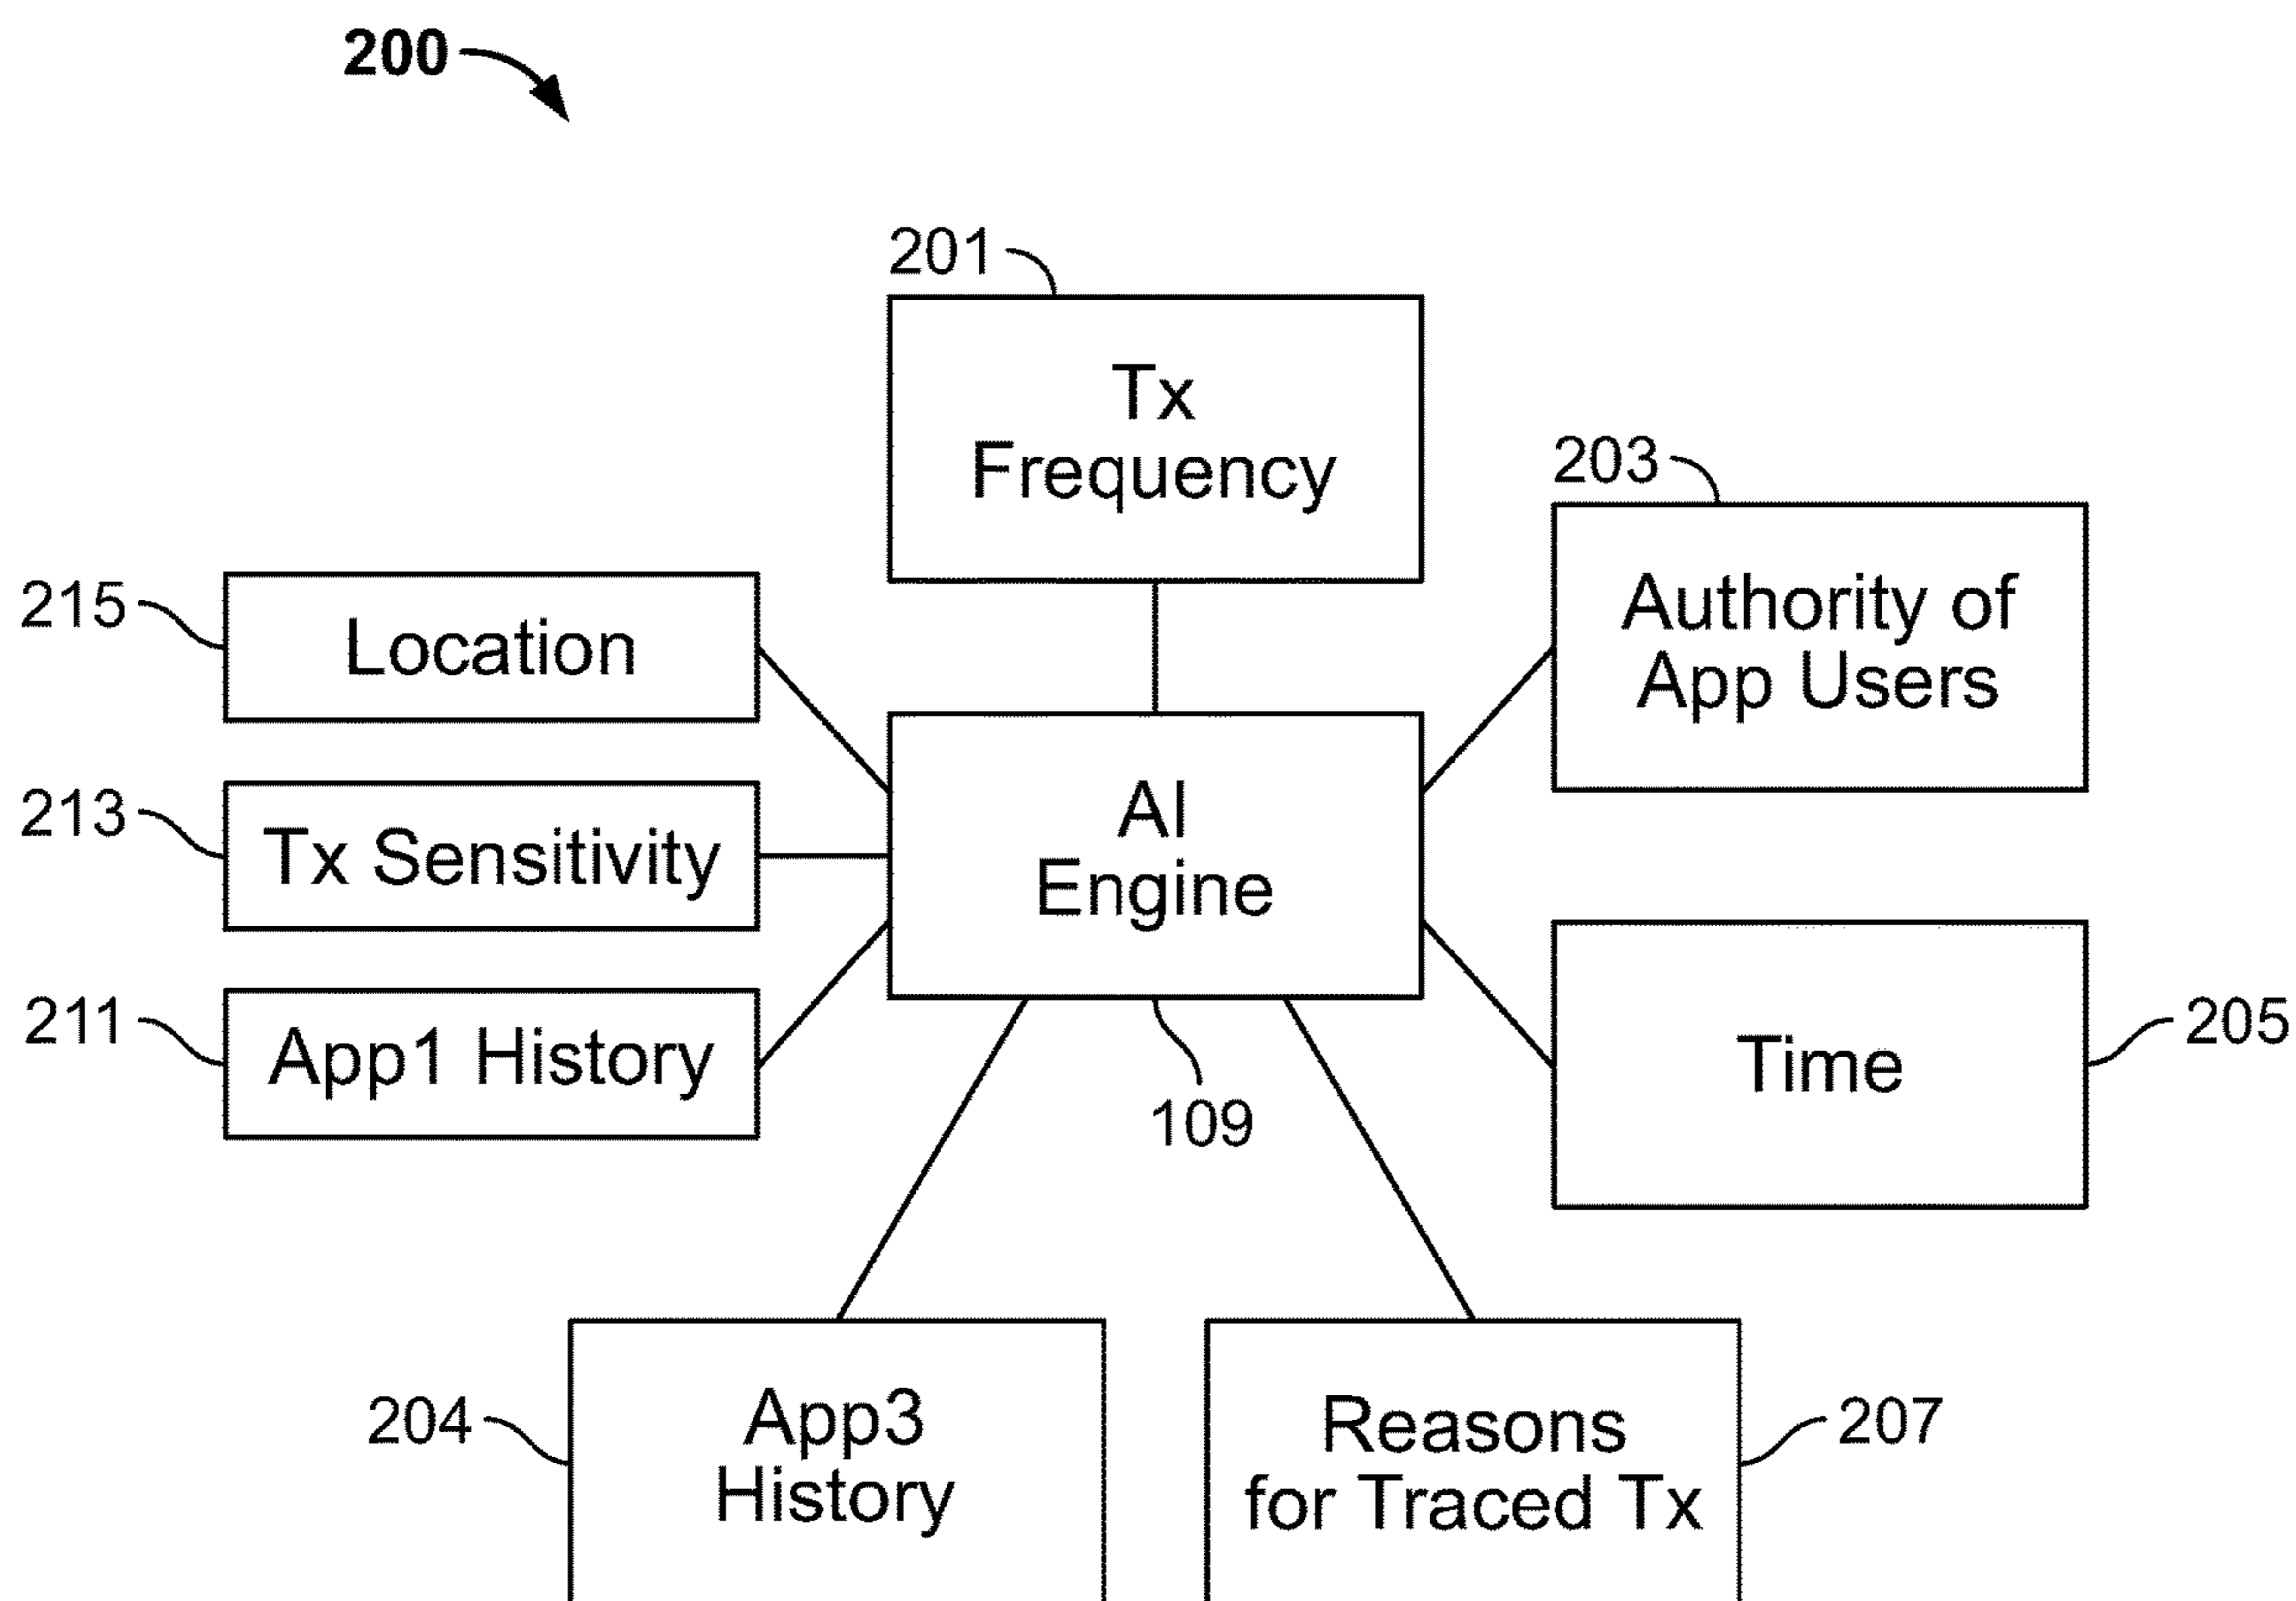 200
201
Tx
Frequency
203
Authority of
App Users
215
Location
213
Tx Sensitivity
211
App1 History
AI
Engine
109
Time
205
204
App3
History
Reasons
for Traced Tx
207